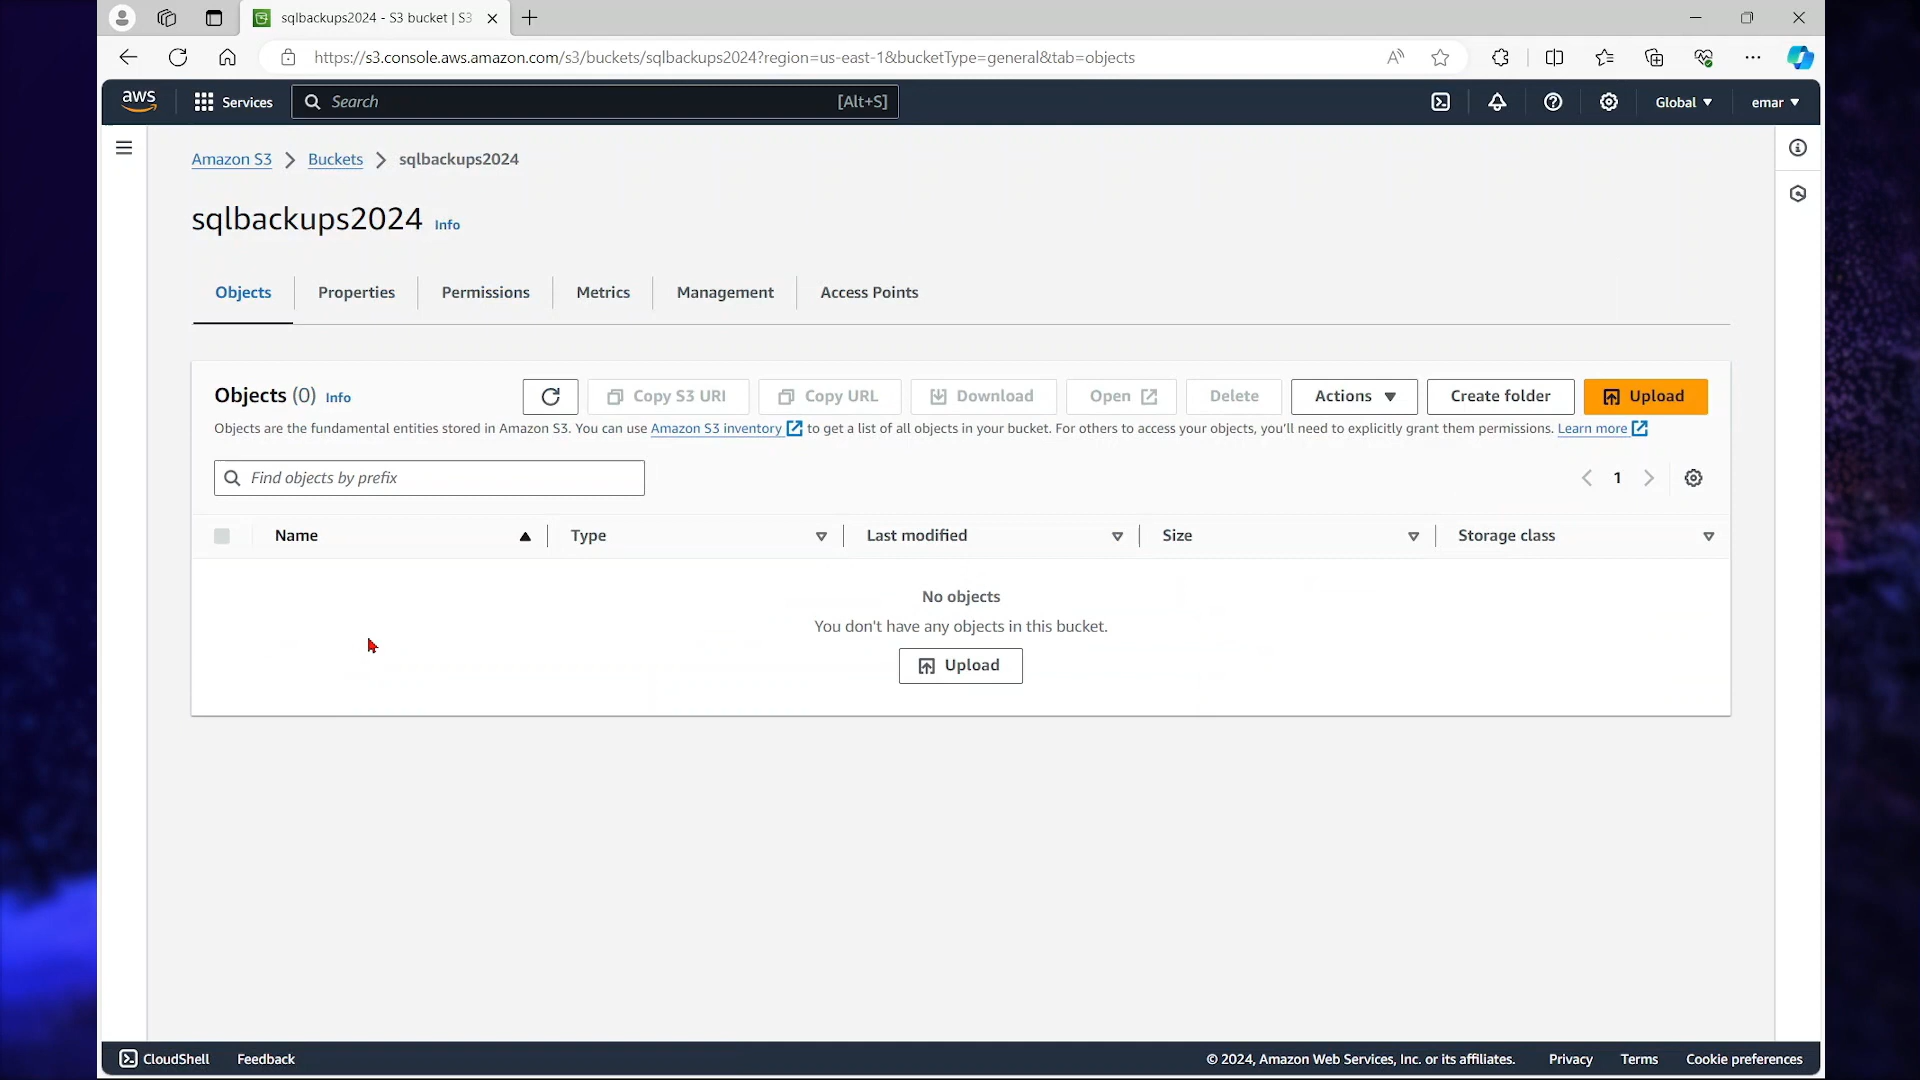 sqlbackups2024 - S3 bucket | S3
https://s3.console.aws.amazon.com/s3/buckets/sqlbackups2024?region=us-east-1&bucketType=general&tab=objects
aws Services Search [Alt+S] Global emar
Amazon S3 > Buckets > sqlbackups2024
sqlbackups2024 Info
Objects Properties Permissions Metrics Management Access Points
Objects (0) Info Copy S3 URI Copy URL Download Open Delete Actions Create folder Upload
Objects are the fundamental entities stored in Amazon S3. You can use Amazon S3 inventory to get a list of all objects in your bucket. For others to access your objects, you'll need to explicitly grant them permissions. Learn more
Find objects by prefix 1
Name Type Last modified Size Storage class
No objects
You don't have any objects in this bucket.
Upload
CloudShell Feedback © 2024, Amazon Web Services, Inc. or its affiliates. Privacy Terms Cookie preferences